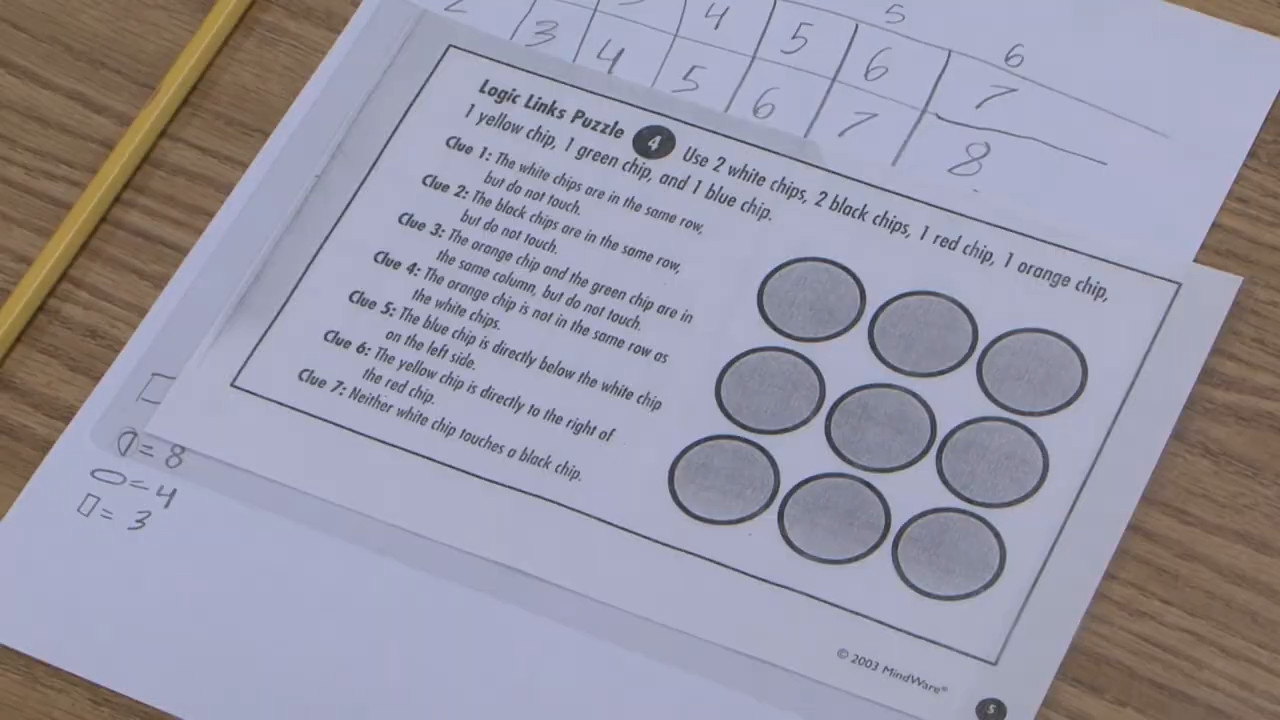 5
6
4
5
6
7
3
4
5
6
7
8
Logic Links Puzzle 4 Use 2 white chips, 2 black chips, 1 red chip, 1 orange chip,
1 yellow chip, 1 green chip, and 1 blue chip.
Clue 1: The white chips are in the same row,
but do not touch.
Clue 2: The black chips are in the same row,
but do not touch.
Clue 3: The orange chip and the green chip are in
the same column, but do not touch.
Clue 4: The orange chip is not in the same row as
the white chips.
Clue 5: The blue chip is directly below the white chip
on the left side.
Clue 6: The yellow chip is directly to the right of
the red chip.
Clue 7: Neither white chip touches a black chip.
= 8
= 4
= 3
© 2003 MindWare®
5